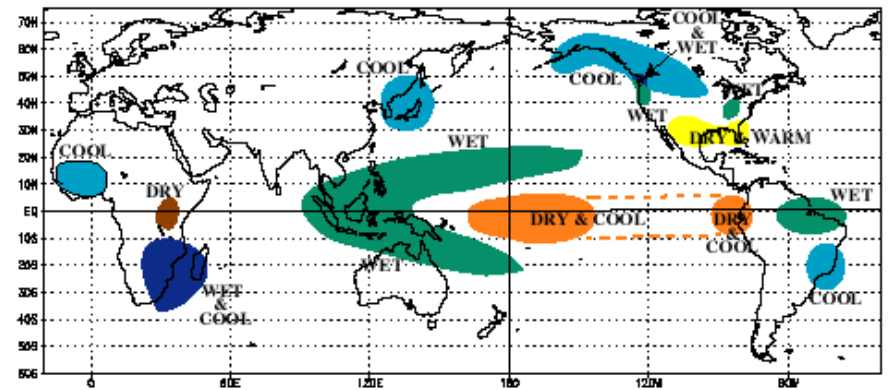 70N
60N
50N
40N
30N
20N
10N
EQ
10S
20S
30S
40S
50S
60S
COOL
&
WET
COOL
COOL
WET
WET
WET
DRY & WARM
COOL
DRY
WET
DRY & COOL
DRY
&
COOL
WET
WET
&
COOL
COOL
0
60E
120E
180
120W
60W